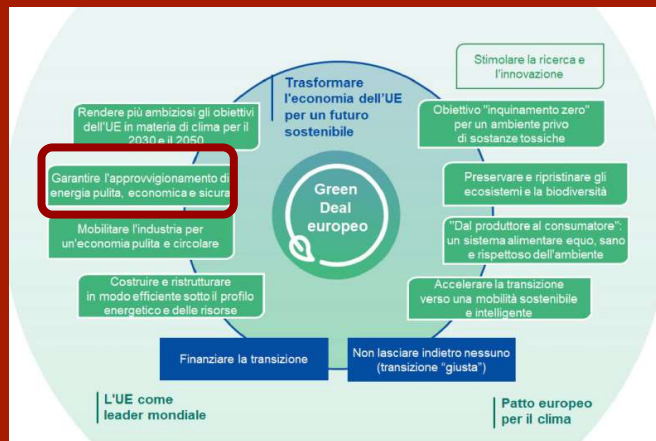 Stimolare la ricerca e
l'innovazione
Trasformare
l'economia dell'UE
per un futuro
sostenibile
Rendere più ambiziosi gli obiettivi
dell'UE in materia di clima per il
2030 e il 2050
Garantire l'approvvigionamento di
energia pulita, economica e sicura
Mobilitare l'industria per
un'economia pulita e circolare
Costruire e ristrutturare
in modo efficiente sotto il profilo
energetico e delle risorse
Green
Deal
europeo
Obiettivo "inquinamento zero"
per un ambiente privo
di sostanze tossiche
Preservare e ripristinare gli
ecosistemi e la biodiversità
"Dal produttore al consumatore":
un sistema alimentare equo, sano
e rispettoso dell'ambiente
Accelerare la transizione
verso una mobilità sostenibile
e intelligente
Finanziare la transizione
Non lasciare indietro nessuno
(transizione "giusta")
L'UE come
leader mondiale
Patto europeo
per il clima